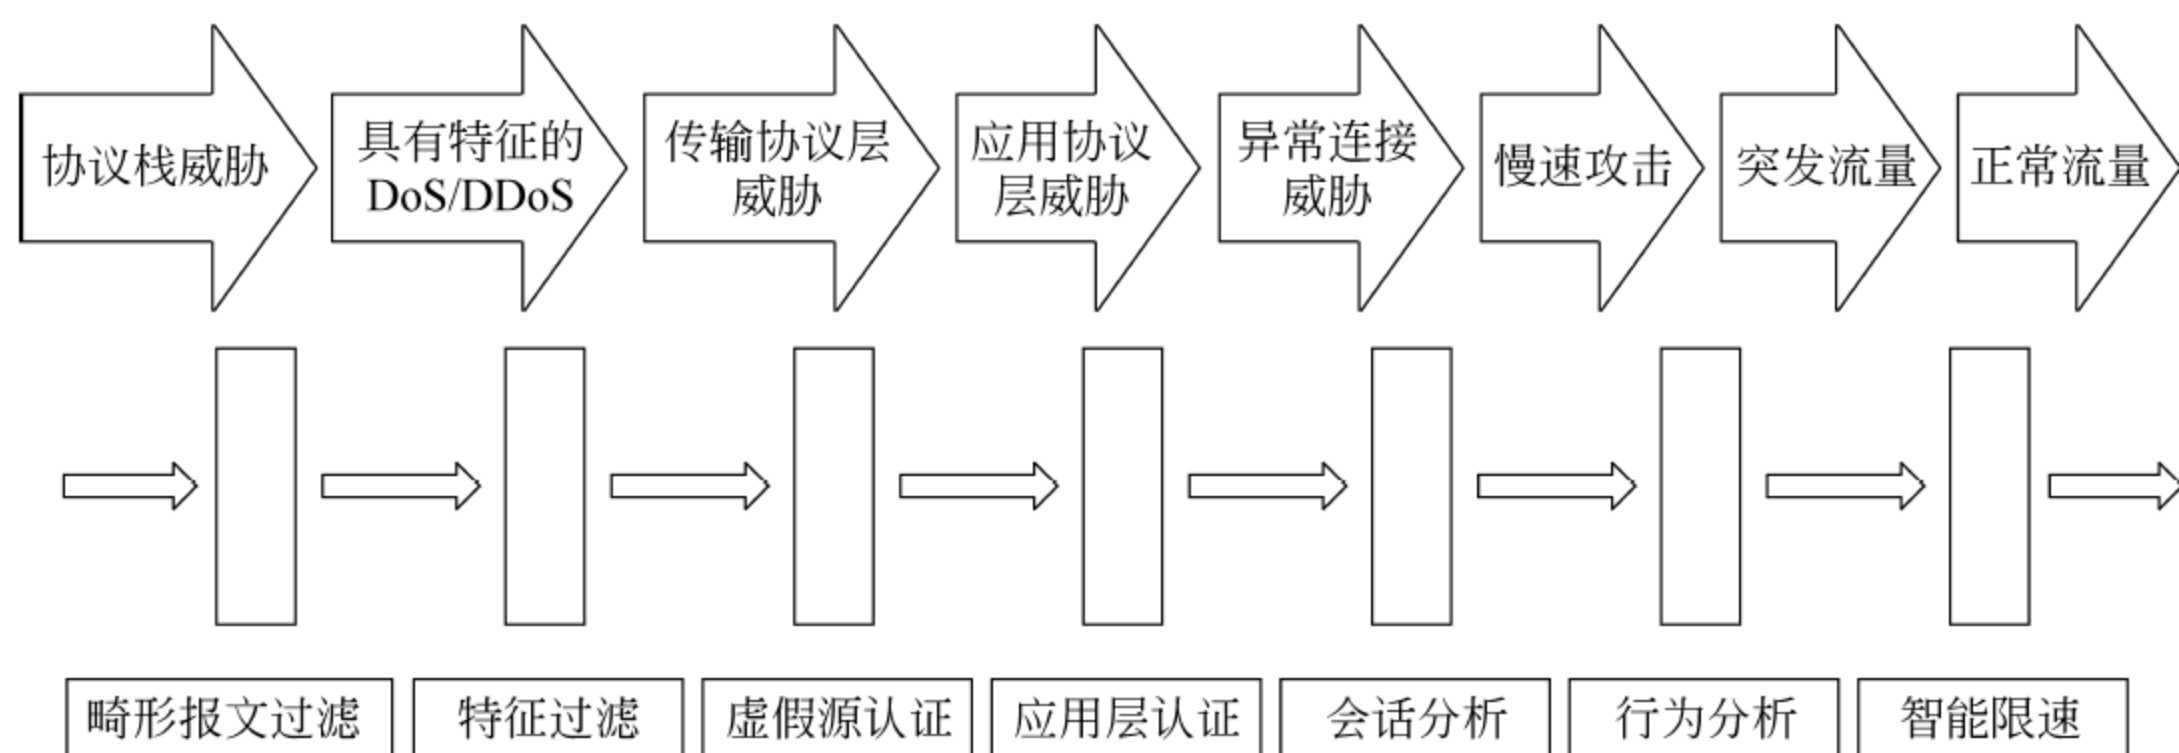 协议栈威胁
具有特征的
DoS/DDoS
传输协议层
威胁
应用协议
层威胁
异常连接
威胁
慢速攻击
突发流量
正常流量
畸形报文过滤
特征过滤
虚假源认证
应用层认证
会话分析
行为分析
智能限速